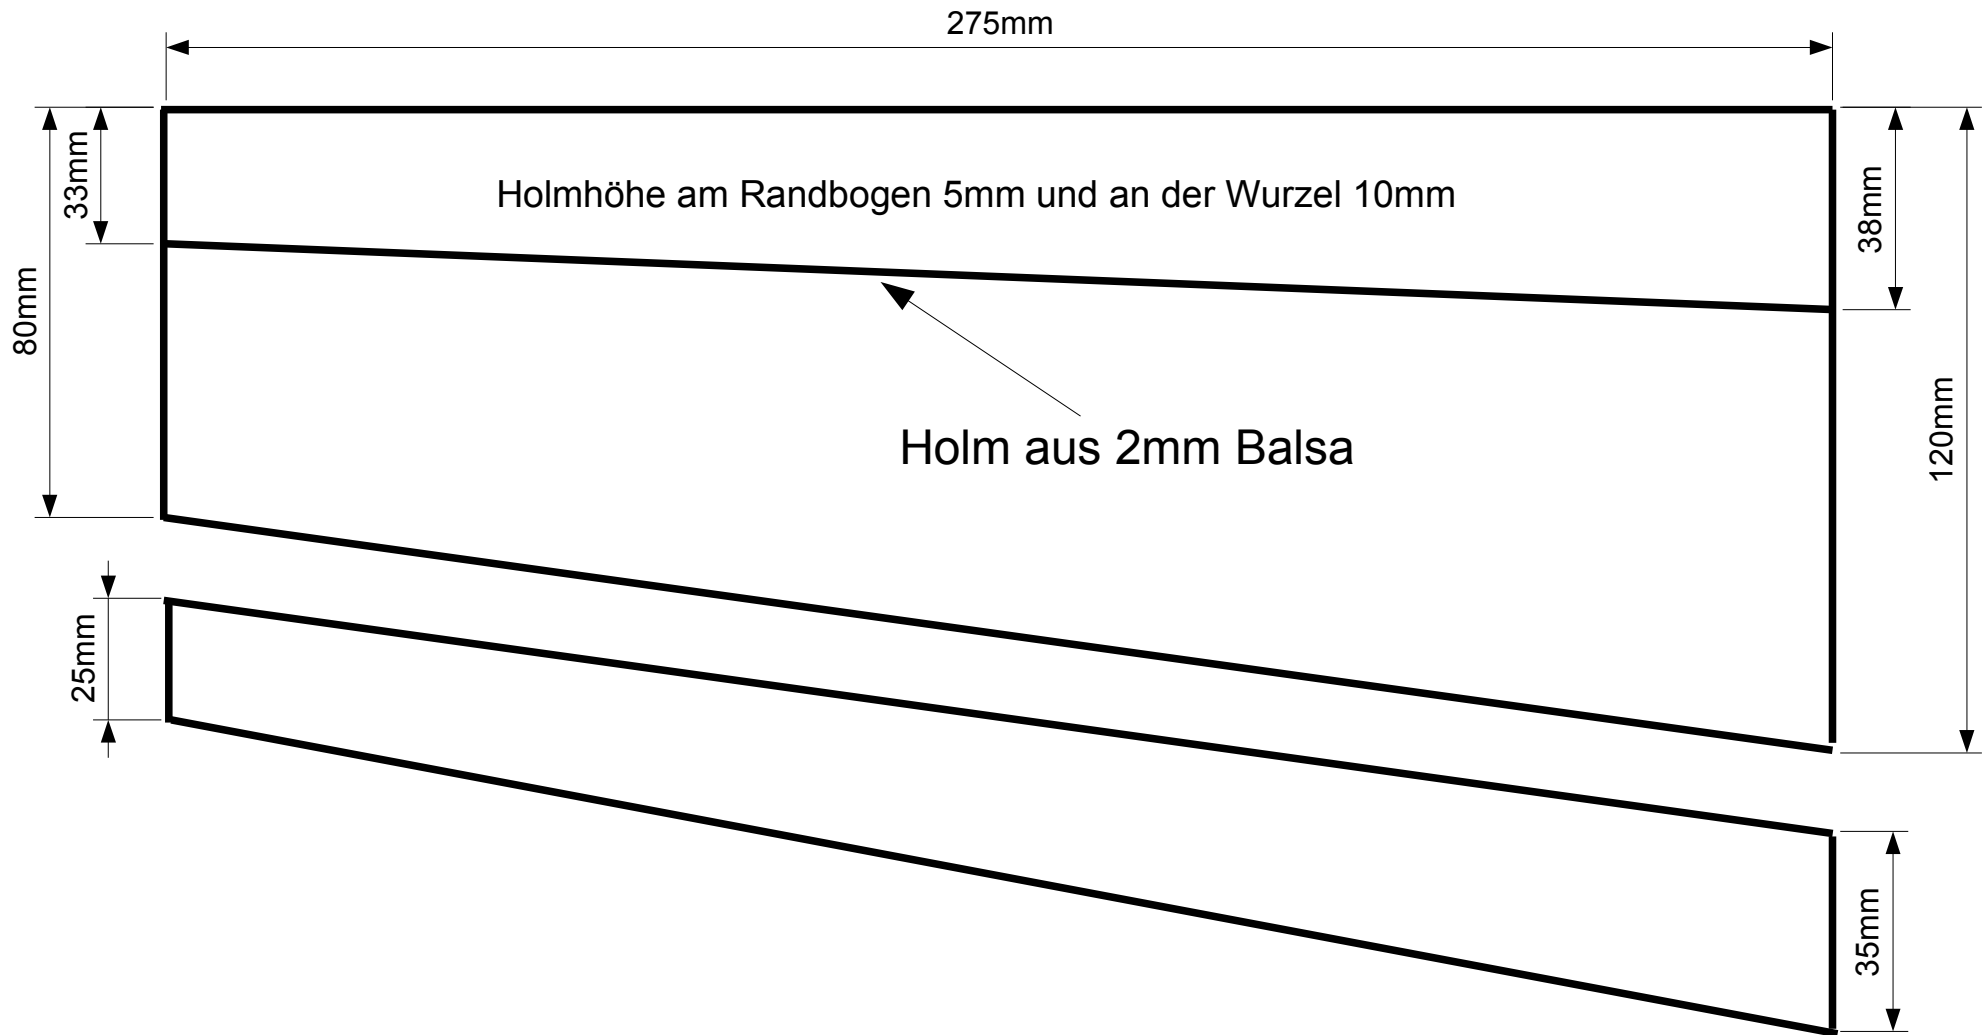 275mm
33mm
Holmhöhe am Randbogen 5mm und an der Wurzel 10mm
38mm
80mm
Holm aus 2mm Balsa
120mm
25mm
35mm